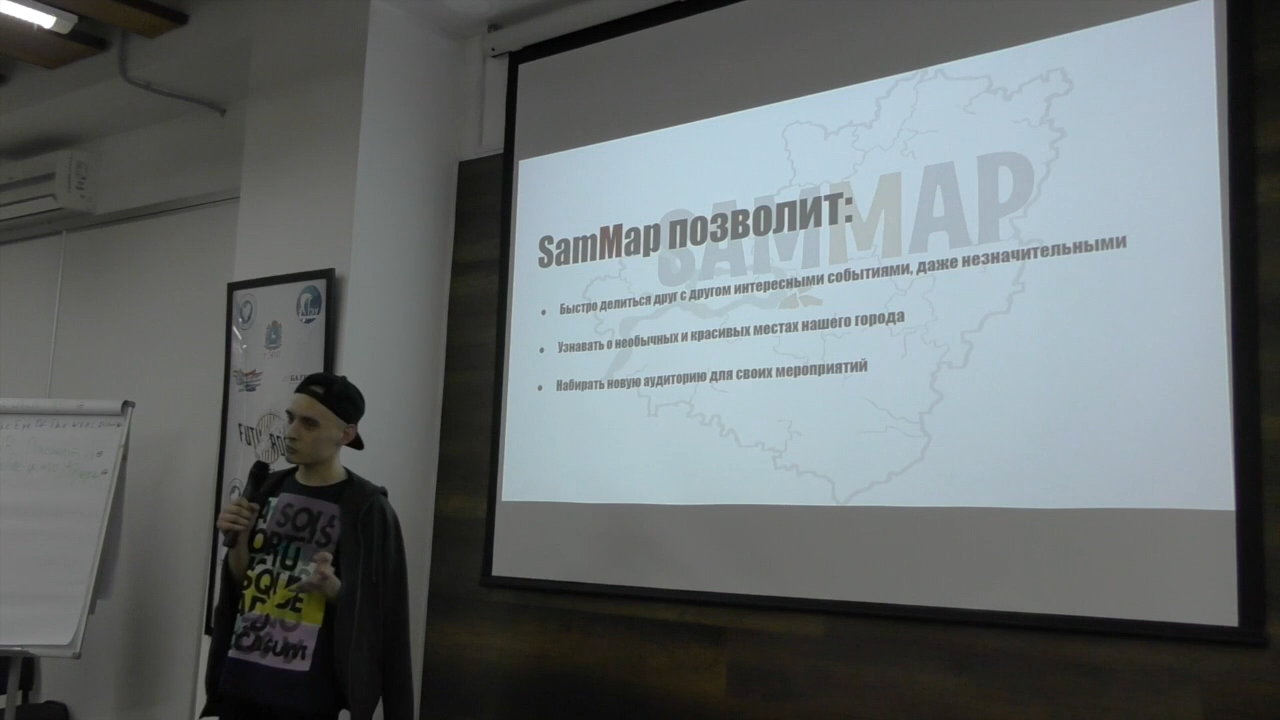 SAMMAP
SamMap позволит:
Быстро делиться друг с другом интересными событиями, даже незначительными
Узнавать о необычных и красивых местах нашего города
Набирать новую аудиторию для своих мероприятий